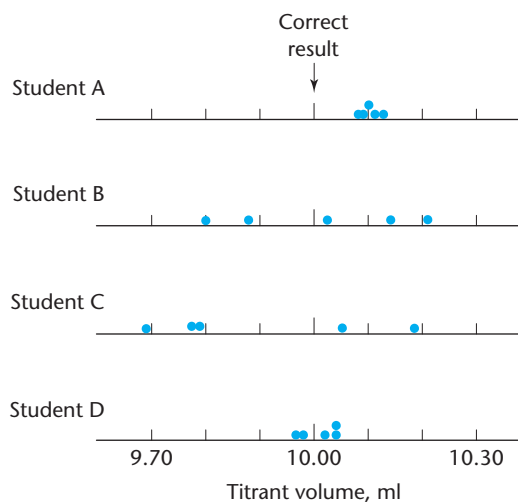 Correct
result
Student A
Student B
Student C
Student D
9.70 10.00 10.30
Titrant volume, ml